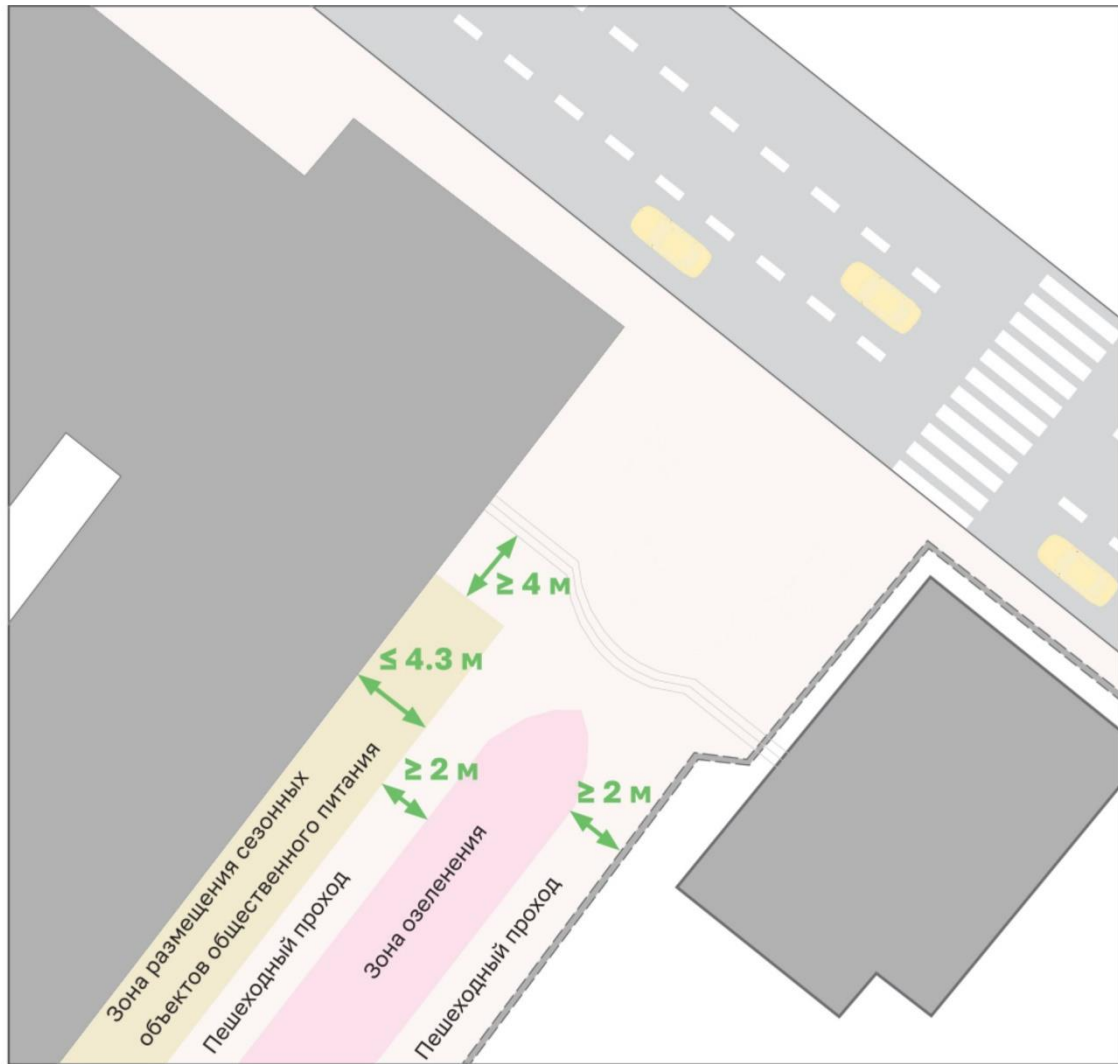 ≥ 4 м
≤ 4.3 м
≥ 2 м
≥ 2 м
Зона размещения сезонных
объектов общественного питания
Пешеходный проход
Зона озеленения
Пешеходный проход